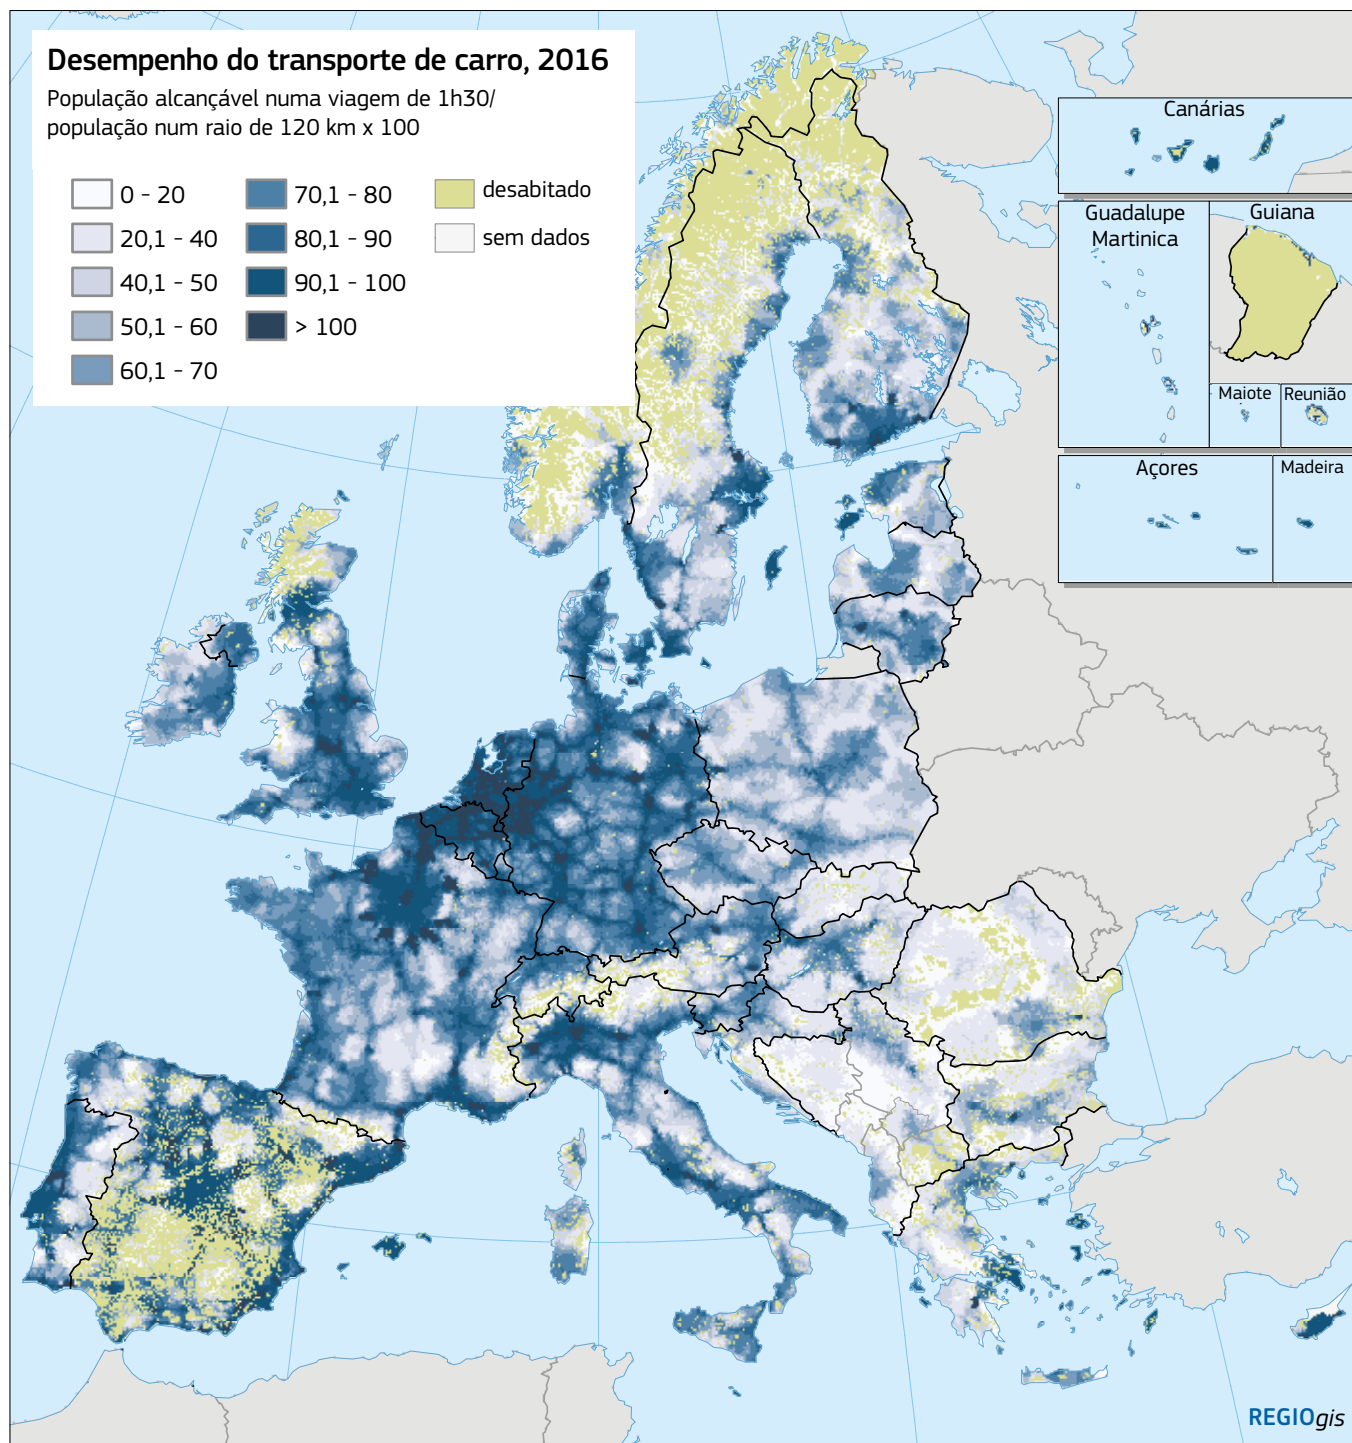 Desempenho do transporte de carro, 2016
População alcançável numa viagem de 1h30/
população num raio de 120 km x 100
0 - 20
20,1 - 40
40,1 - 50
50,1 - 60
60,1 - 70
70,1 - 80
80,1 - 90
90,1 - 100
> 100
desabitado
sem dados
Canárias
Guadalupe
Martinica
Guiana
Maiote
Reunião
Açores
Madeira
REGIOgis